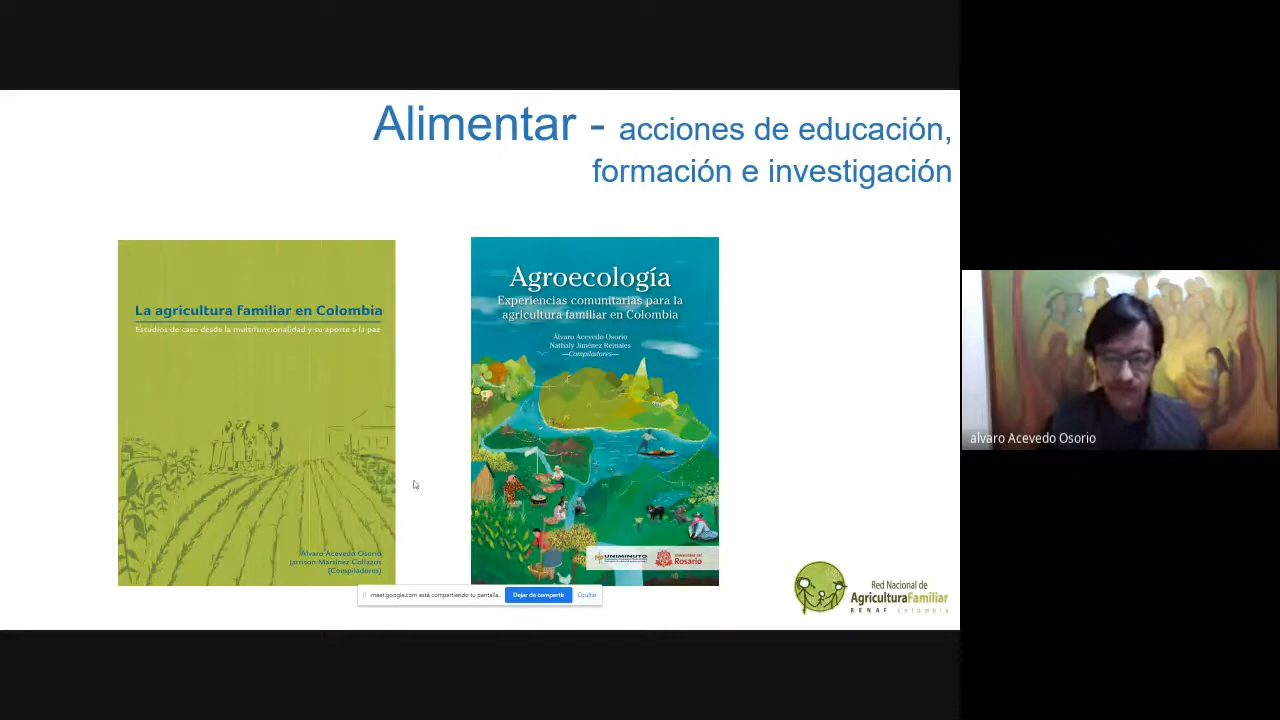 Alimentar - acciones de educación,
formación e investigación
La agricultura familiar en Colombia
Estudios de caso desde la multifuncionalidad y su aporte a la paz
Álvaro Acevedo Osorio
Jarrison Martínez Collazos
(Compiladores)
Agroecología
Experiencias comunitarias para la
agricultura familiar en Colombia
Álvaro Acevedo Osorio
Nathaly Jiménez Reinales
—Compiladores—
UNIMINUTO
Universidad del
Rosario
meet.google.com está compartiendo tu pantalla.
Dejar de compartir
Ocultar
Red Nacional de
AgriculturaFamiliar
RENAF Colombia
alvaro Acevedo Osorio